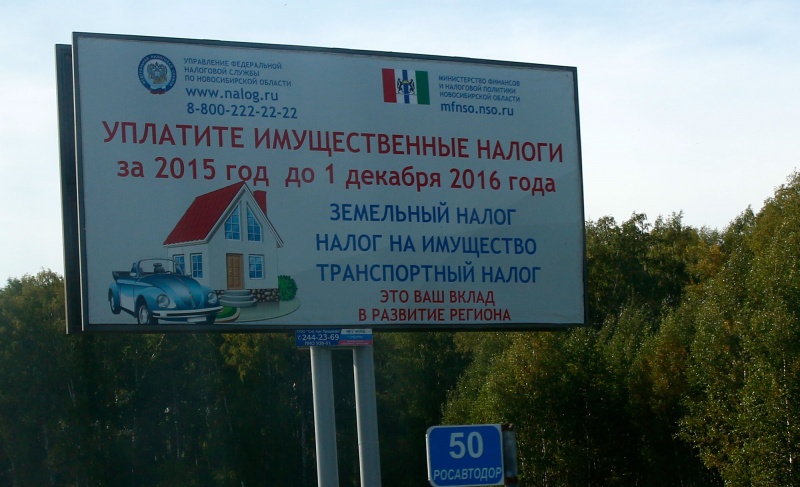 УПРАВЛЕНИЕ ФЕДЕРАЛЬНОЙ
НАЛОГОВОЙ СЛУЖБЫ
ПО НОВОСИБИРСКОЙ ОБЛАСТИ
www.nalog.ru
8-800-222-22-22
МИНИСТЕРСТВО ФИНАНСОВ
И НАЛОГОВОЙ ПОЛИТИКИ
НОВОСИБИРСКОЙ ОБЛАСТИ
mfnso.nso.ru
УПЛАТИТЕ ИМУЩЕСТВЕННЫЕ НАЛОГИ
за 2015 год до 1 декабря 2016 года
ЗЕМЕЛЬНЫЙ НАЛОГ
НАЛОГ НА ИМУЩЕСТВО
ТРАНСПОРТНЫЙ НАЛОГ
ЭТО ВАШ ВКЛАД
В РАЗВИТИЕ РЕГИОНА
244-23-69
50
РОСАВТОДОР